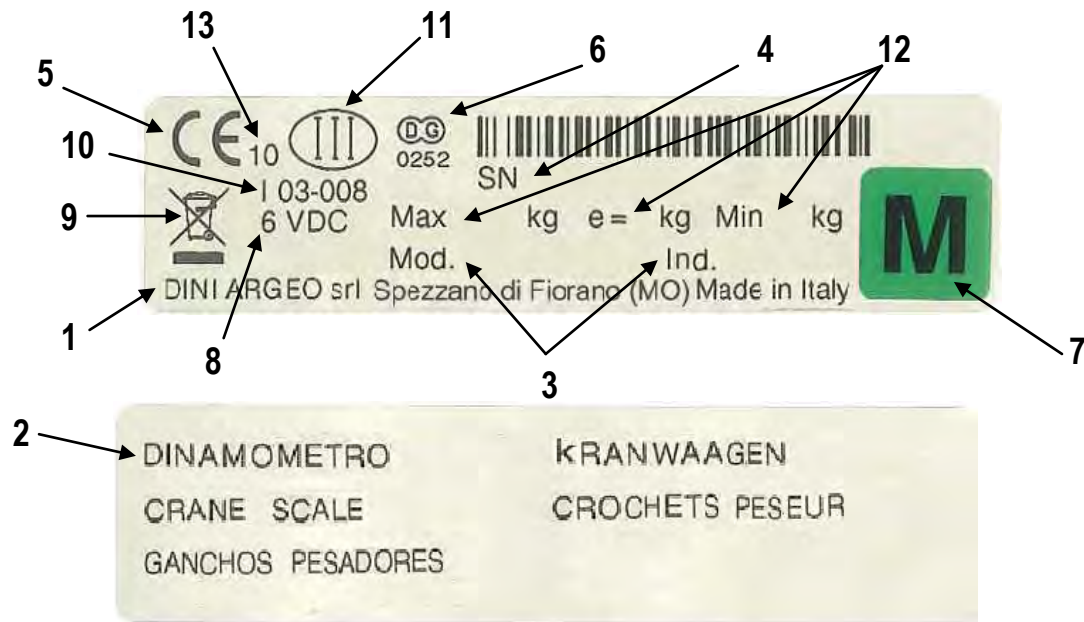 13 11 6 4 12
5
CE 10 III DG
0252
10
SN
I 03-008
9
6 VDC Max kg e = kg Min kg
M
Mod. Ind.
DINI ARGEO srl Spezzano di Fiorano (MO) Made in Italy
1 8 3 7
2
DINAMOMETRO kRANWAAGEN
CRANE SCALE CROCHETS PESEUR
GANCHOS PESADORES